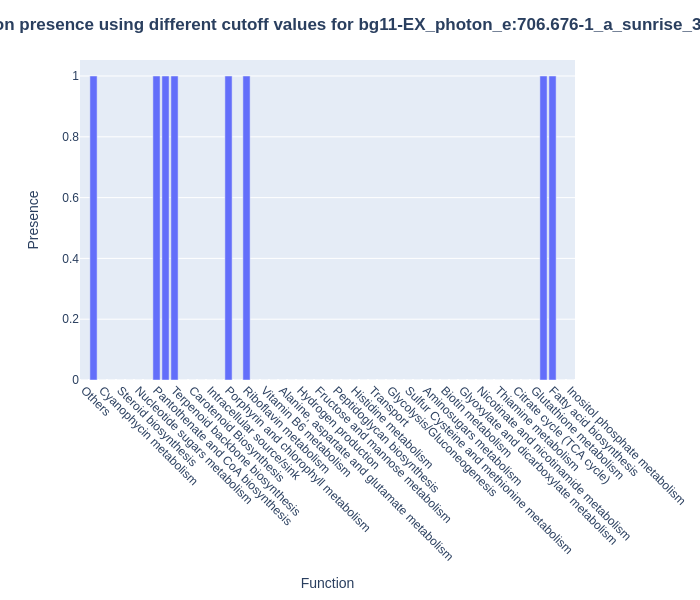 on presence using different cutoff values for bg11-EX_photon_e:706.676-1_a_sunrise_3
Presence
1
0.8
0.6
0.4
0.2
0
Others
Cyanophycin metabolism
Steroid biosynthesis
Nucleotide sugars metabolism
Pantothenate and CoA biosynthesis
Terpenoid backbone biosynthesis
Carotenoid Biosynthesis
Intracellular source/sink
Porphyrin and chlorophyll metabolism
Riboflavin metabolism
Vitamin B6 metabolism
Alanine, aspartate and glutamate metabolism
Hydrogen production
Fructose and mannose metabolism
Peptidoglycan biosynthesis
Histidine metabolism
Transport
Glycolysis/Gluconeogenesis
Sulfur Cysteine and methionine metabolism
Aminosugars metabolism
Biotin metabolism
Glyoxylate and dicarboxylate metabolism
Nicotinate and nicotinamide metabolism
Thiamine metabolism
Citrate cycle (TCA cycle)
Glutathione metabolism
Fatty acid biosynthesis
Inositol phosphate metabolism
Function